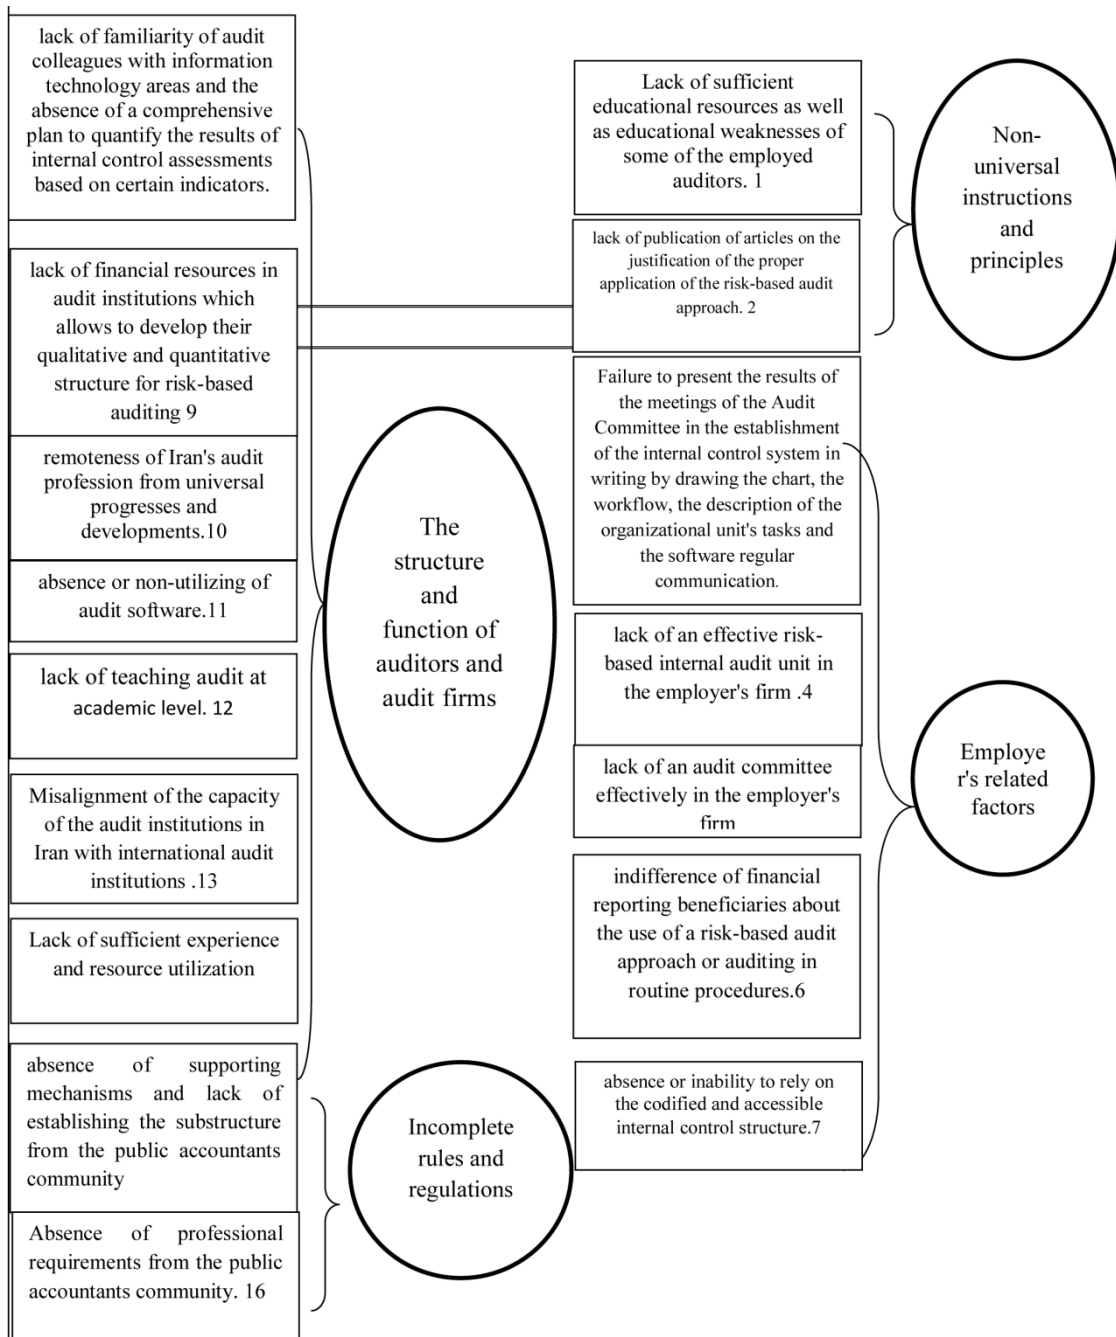 lack of familiarity of audit
colleagues with information
technology areas and the
absence of a comprehensive
plan to quantify the results of
internal control assessments
based on certain indicators.
lack of financial resources in
audit institutions which
allows to develop their
qualitative and quantitative
structure for risk-based
auditing 9
remoteness of Iran's audit
profession from universal
progresses and
developments.10
absence or non-utilizing of
audit software.11
lack of teaching audit at
academic level. 12
Misalignment of the capacity
of the audit institutions in
Iran with international audit
institutions .13
Lack of sufficient experience
and resource utilization
absence of supporting
mechanisms and lack of
establishing the substructure
from the public accountants
community
Absence of professional
requirements from the public
accountants community. 16
The
structure
and
function of
auditors and
audit firms
Incomplete
rules and
regulations
Lack of sufficient
educational resources as well
as educational weaknesses of
some of the employed
auditors. 1
lack of publication of articles on the
justification of the proper
application of the risk-based audit
approach. 2
Failure to present the results of
the meetings of the Audit
Committee in the establishment
of the internal control system in
writing by drawing the chart, the
workflow, the description of the
organizational unit's tasks and
the software regular
communication.
lack of an effective risk-
based internal audit unit in
the employer's firm .4
lack of an audit committee
effectively in the employer's
firm
indifference of financial
reporting beneficiaries about
the use of a risk-based audit
approach or auditing in
routine procedures.6
absence or inability to rely on
the codified and accessible
internal control structure.7
Non-
universal
instructions
and
principles
Employe
r's related
factors